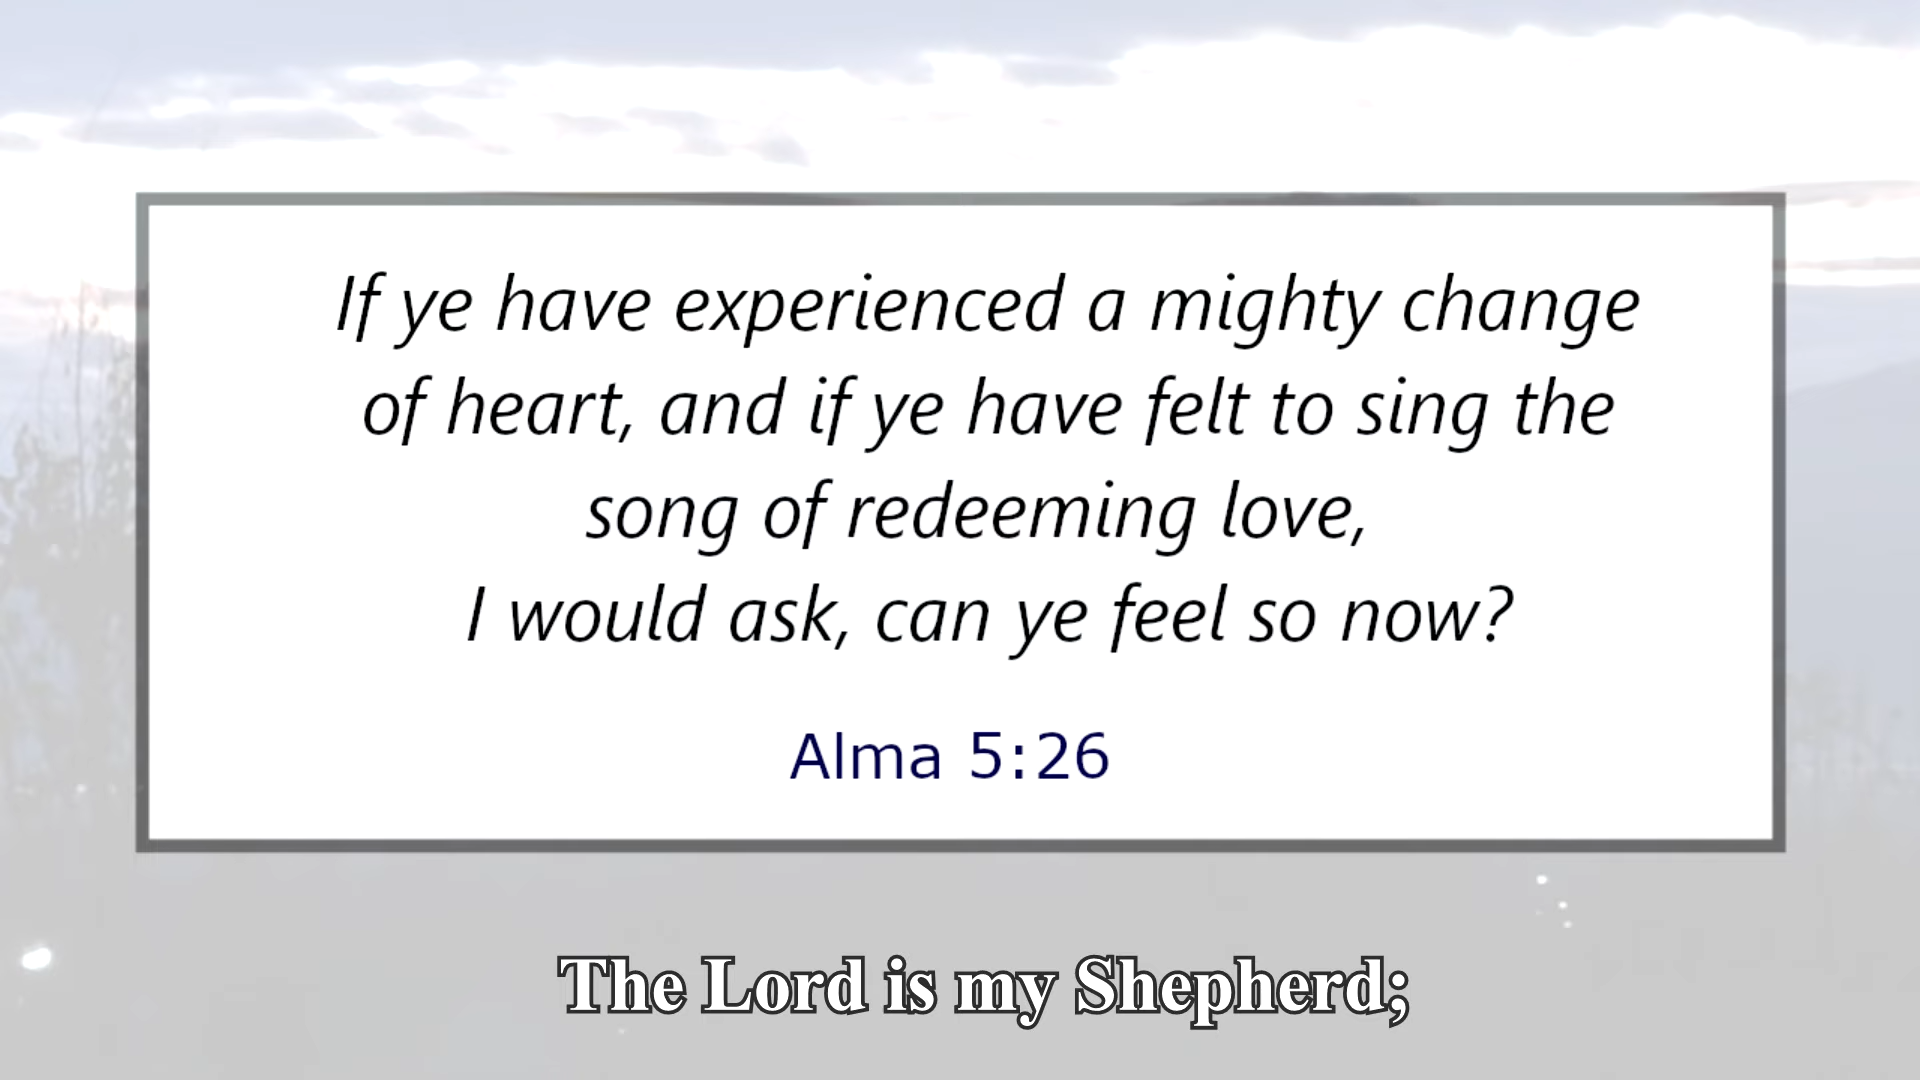 If ye have experienced a mighty change
of heart, and if ye have felt to sing the
song of redeeming love,
I would ask, can ye feel so now?
Alma 5:26
The Lord is my Shepherd;